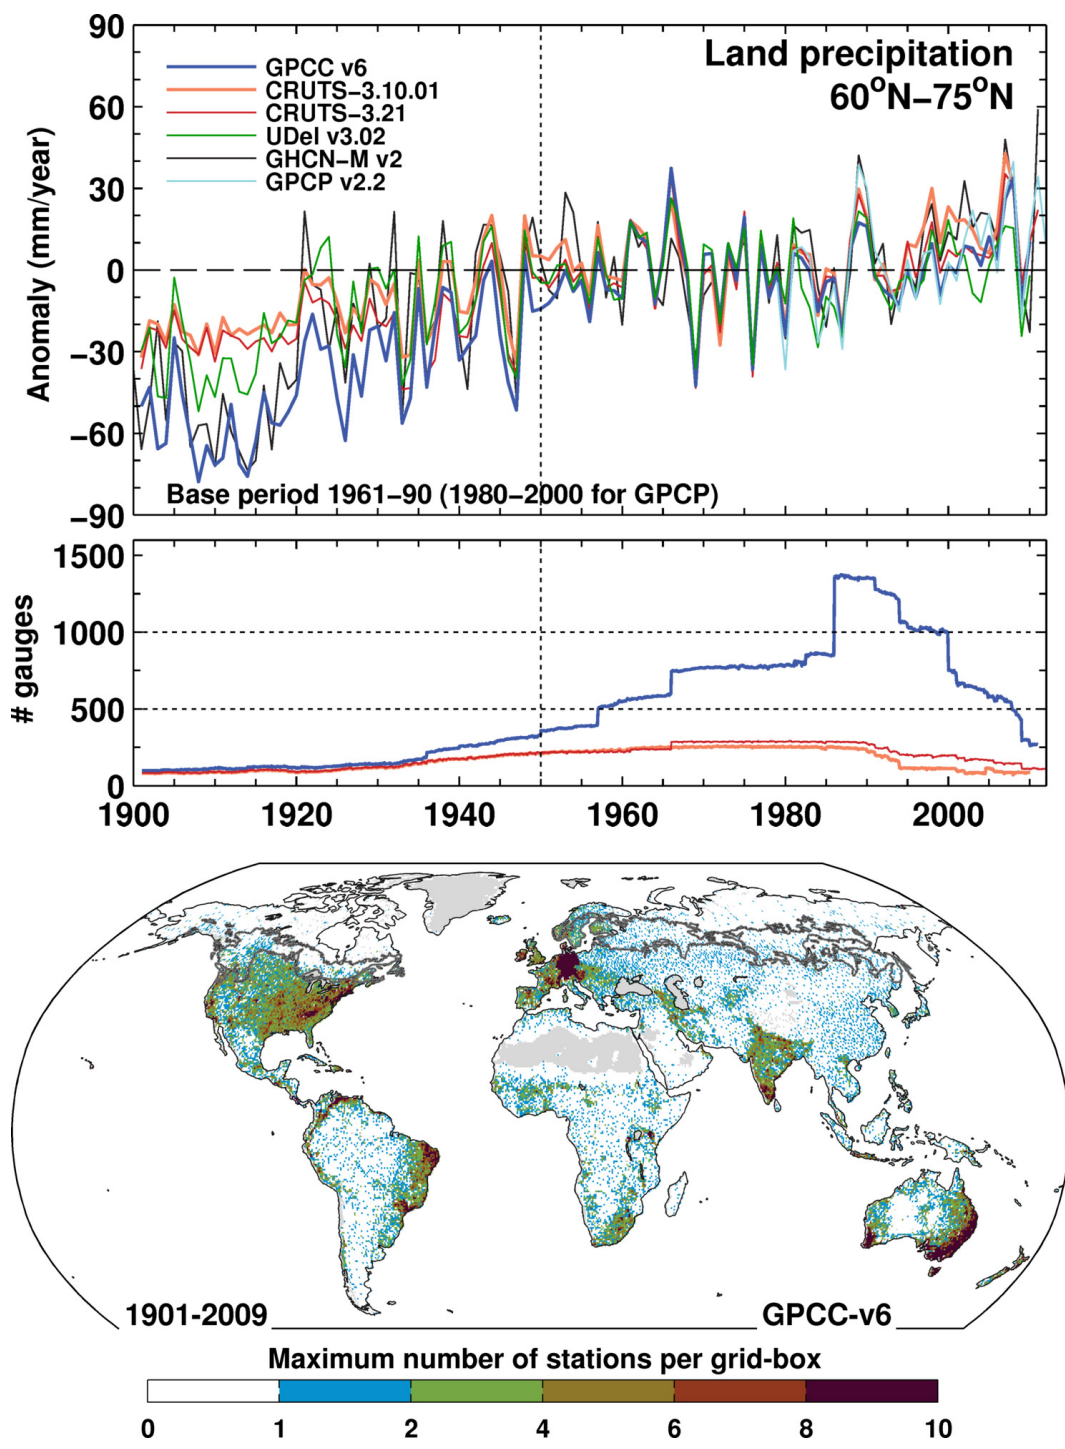 Land precipitation
60°N–75°N
GPCC v6
CRUTS–3.10.01
CRUTS–3.21
UDel v3.02
GHCN–M v2
GPCP v2.2
Anomaly (mm/year)
90
60
30
0
−30
−60
−90
Base period 1961–90 (1980–2000 for GPCP)
# gauges
1500
1000
500
0
1900 1920 1940 1960 1980 2000
1901-2009 GPCC-v6
Maximum number of stations per grid-box
0 1 2 4 6 8 10